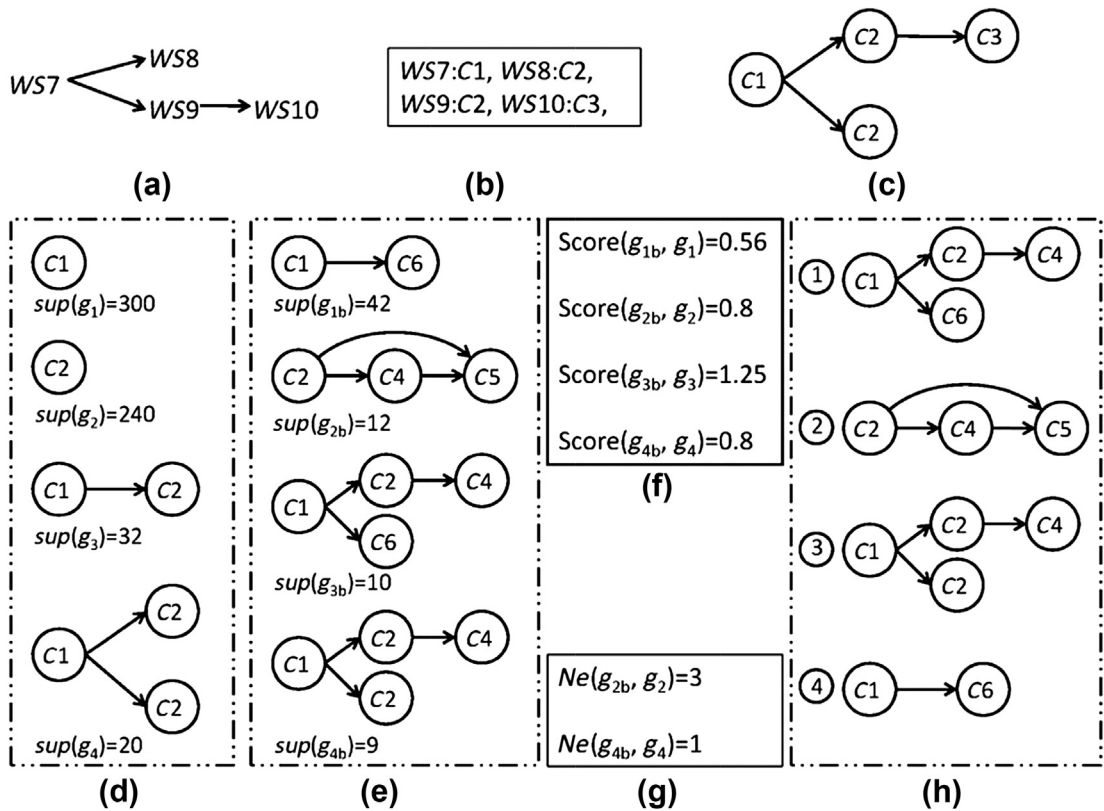 WS7
WS8
WS9
WS10
(a)
WS7:C1, WS8:C2,
WS9:C2, WS10:C3,
(b)
C1
C2
C3
C2
(c)
C1
sup(g1)=300
C2
sup(g2)=240
C1
C2
sup(g3)=32
C1
C2
C2
sup(g4)=20
(d)
C1
C6
sup(g1b)=42
C2
C4
C5
sup(g2b)=12
C1
C2
C4
C6
sup(g3b)=10
C1
C2
C4
C2
sup(g4b)=9
(e)
Score(g1b, g1)=0.56
Score(g2b, g2)=0.8
Score(g3b, g3)=1.25
Score(g4b, g4)=0.8
(f)
Ne(g2b, g2)=3
Ne(g4b, g4)=1
(g)
1
C1
C2
C4
C6
2
C2
C4
C5
3
C1
C2
C4
C2
4
C1
C6
(h)